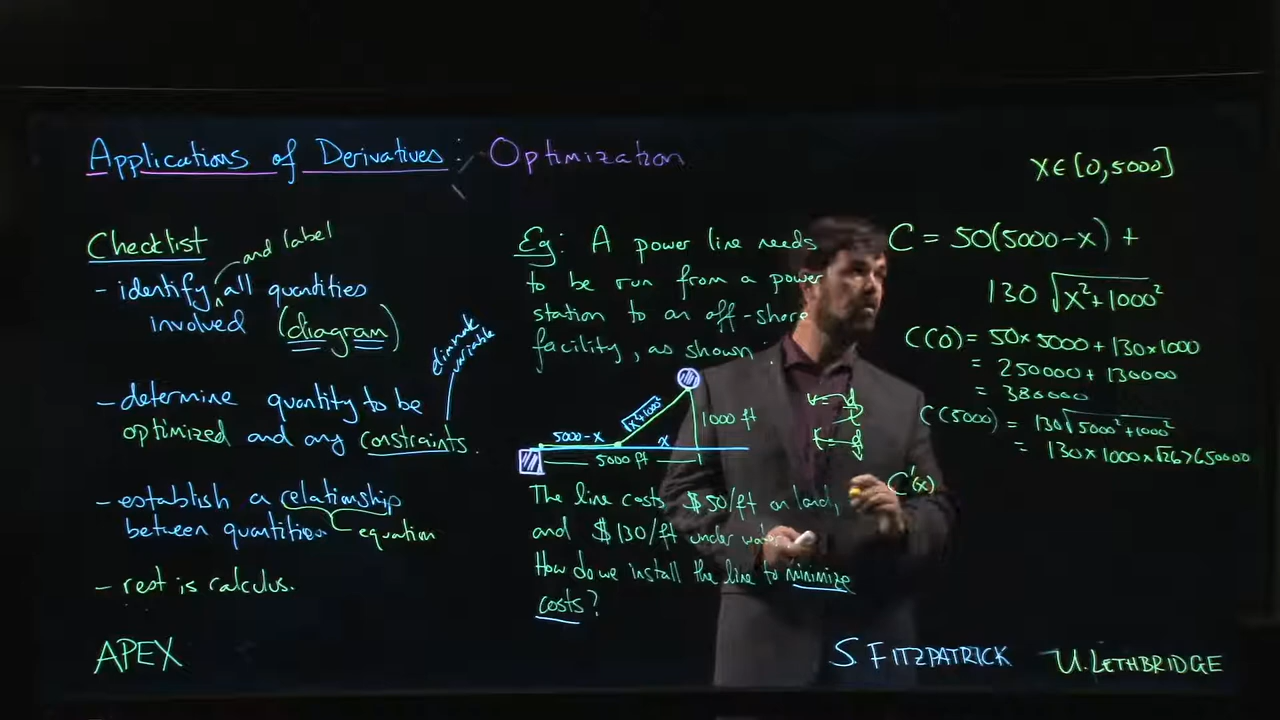 Applications of Derivatives: Optimization
x∈[0,5000]
Checklist
and label
- identify all quantities
involved (diagram)
eliminate
variable
- determine quantity to be
optimized and any constraints.
- establish a relationship
between quantities
equation
- rest is calculus.
APEX
Eg: A power line needs
to be run from a power
station to an off-shore
facility, as shown:
√x²+1000²
1000 ft
5000-x
x
5000 ft
The line costs $50/ft on land,
and $130/ft under water.
How do we install the line to minimize
costs?
C = 50(5000-x) +
130 √x²+1000²
C(0) = 50×5000+130×1000
= 250000+130000
= 380000
C(5000) = 130√5000²+1000²
= 130×1000×√26>650000
C'(x)
S. FITZPATRICK
U. LETHBRIDGE